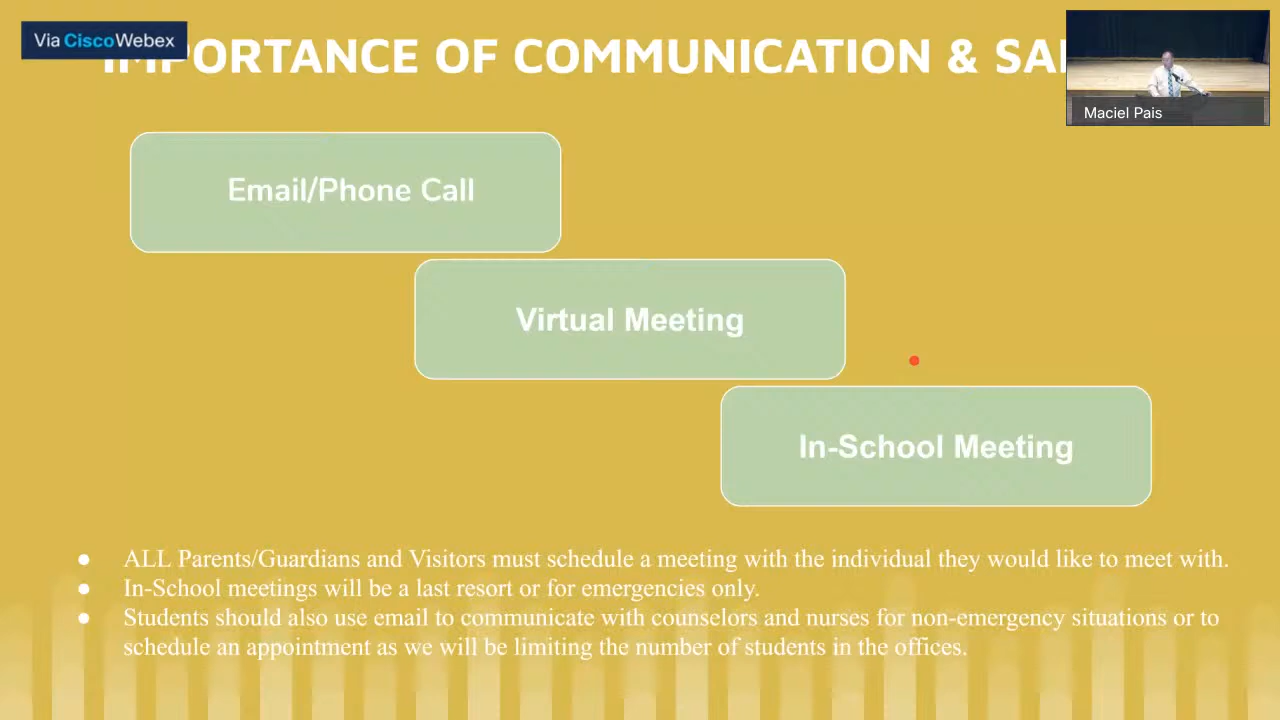 Via CiscoWebex
IMPORTANCE OF COMMUNICATION &
Maciel Pais
Email/Phone Call
Virtual Meeting
In-School Meeting
● ALL Parents/Guardians and Visitors must schedule a meeting with the individual they would like to meet with.
● In-School meetings will be a last resort or for emergencies only.
● Students should also use email to communicate with counselors and nurses for non-emergency situations or to
schedule an appointment as we will be limiting the number of students in the offices.